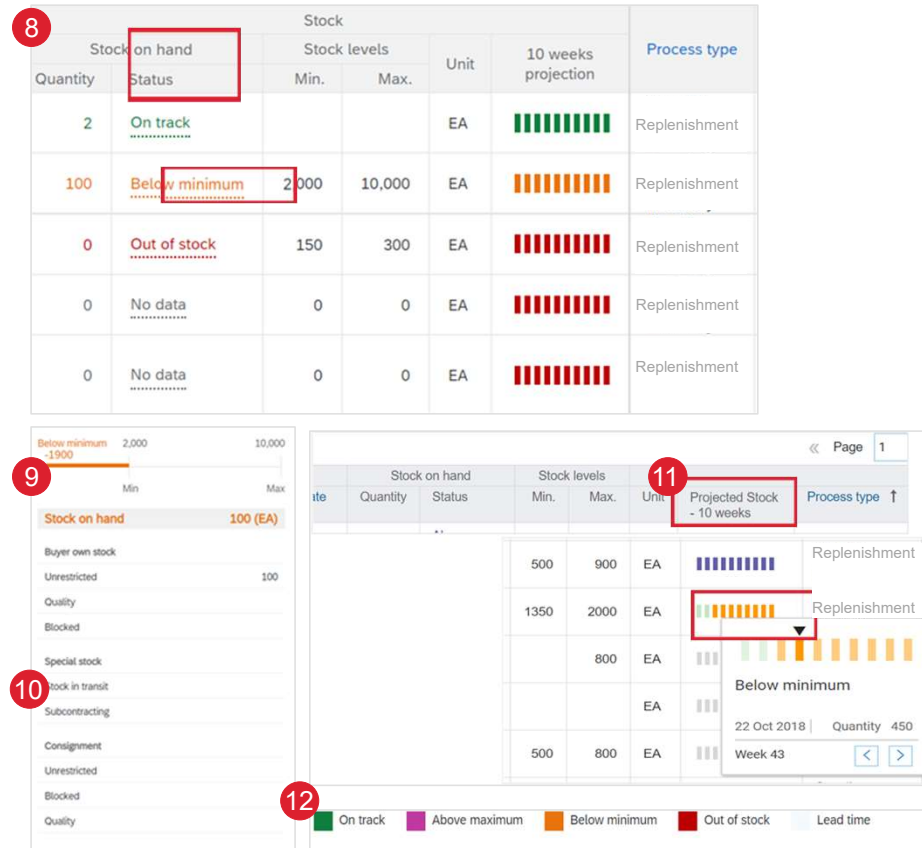 8
Stock
Stock on hand Stock levels Unit 10 weeks projection Process type
Quantity Status Min. Max.
2 On track EA Replenishment
100 Below minimum 2,000 10,000 EA Replenishment
0 Out of stock 150 300 EA Replenishment
0 No data 0 0 EA Replenishment
0 No data 0 0 EA Replenishment
9
Below minimum 2,000 10,000
-1900
Min Max
Stock on hand 100 (EA)
Buyer own stock
Unrestricted 100
Quality
Blocked
Special stock
10
Stock in transit
Subcontracting
Consignment
Unrestricted
Blocked
Quality
« Page 1
11
Stock on hand Stock levels
Quantity Status Min. Max. Unit Projected Stock - 10 weeks Process type ↑
500 900 EA Replenishment
1350 2000 EA Replenishment
800 EA
EA
500 800 EA
Below minimum
22 Oct 2018 Quantity 450
Week 43 < >
12
On track Above maximum Below minimum Out of stock Lead time